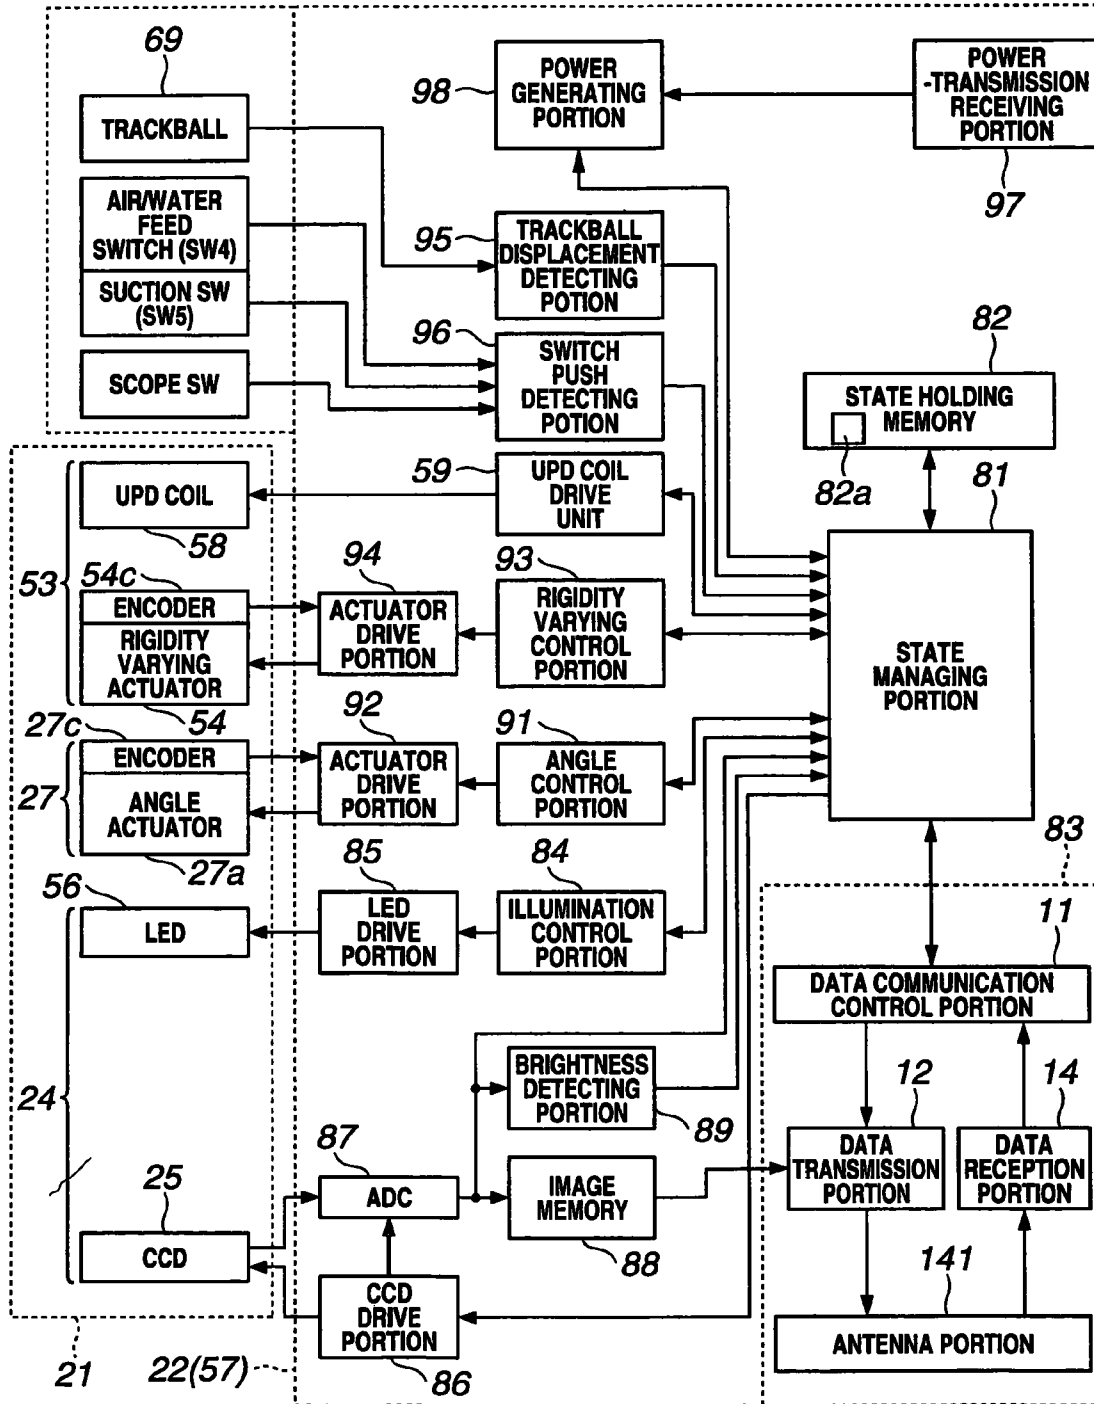 69
TRACKBALL
AIR/WATER
FEED
SWITCH (SW4)
SUCTION SW
(SW5)
SCOPE SW
98
POWER
GENERATING
PORTION
POWER
-TRANSMISSION
RECEIVING
PORTION
97
95
TRACKBALL
DISPLACEMENT
DETECTING
POTION
96
SWITCH
PUSH
DETECTING
POTION
82
STATE HOLDING
MEMORY
82a
81
STATE
MANAGING
PORTION
53
UPD COIL
58
59
UPD COIL
DRIVE
UNIT
54c
ENCODER
RIGIDITY
VARYING
ACTUATOR
54
94
ACTUATOR
DRIVE
PORTION
93
RIGIDITY
VARYING
CONTROL
PORTION
27c
27
ENCODER
ANGLE
ACTUATOR
27a
92
ACTUATOR
DRIVE
PORTION
91
ANGLE
CONTROL
PORTION
56
LED
85
LED
DRIVE
PORTION
84
ILLUMINATION
CONTROL
PORTION
83
11
DATA COMMUNICATION
CONTROL PORTION
12
DATA
TRANSMISSION
PORTION
14
DATA
RECEPTION
PORTION
141
ANTENNA PORTION
24
BRIGHTNESS
DETECTING
PORTION
89
87
ADC
IMAGE
MEMORY
88
25
CCD
CCD
DRIVE
PORTION
86
21
22(57)